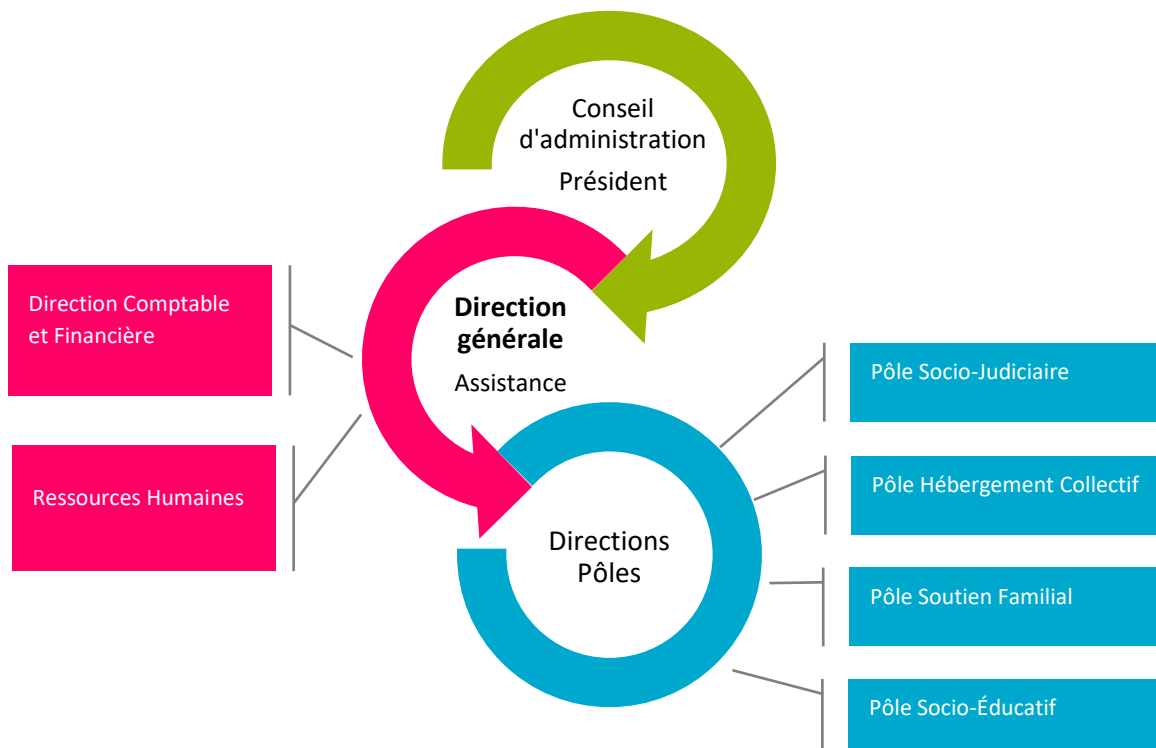 Conseil
d'administration
Président
Direction Comptable
et Financière
Direction
générale
Assistance
Ressources Humaines
Pôle Socio-Judiciaire
Pôle Hébergement Collectif
Directions
Pôles
Pôle Soutien Familial
Pôle Socio-Éducatif